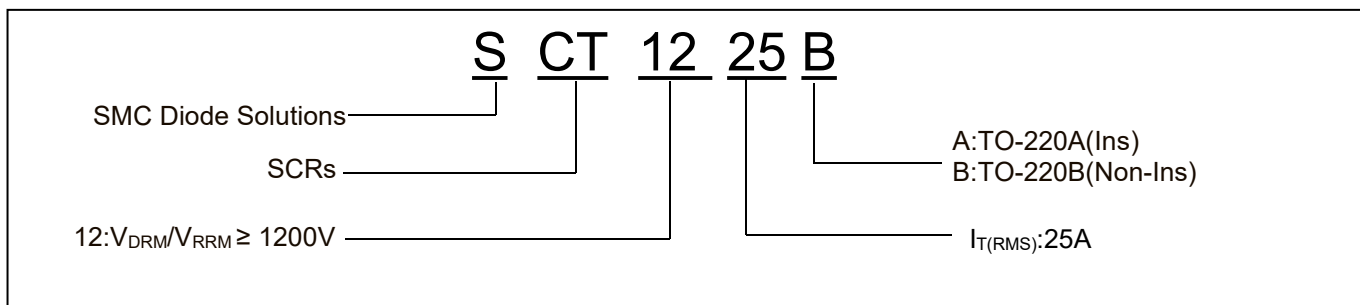 S CT 12 25 B
SMC Diode Solutions
A:TO-220A(Ins)
SCRs
B:TO-220B(Non-Ins)
12:VDRM/VRRM ≥ 1200V
IT(RMS):25A